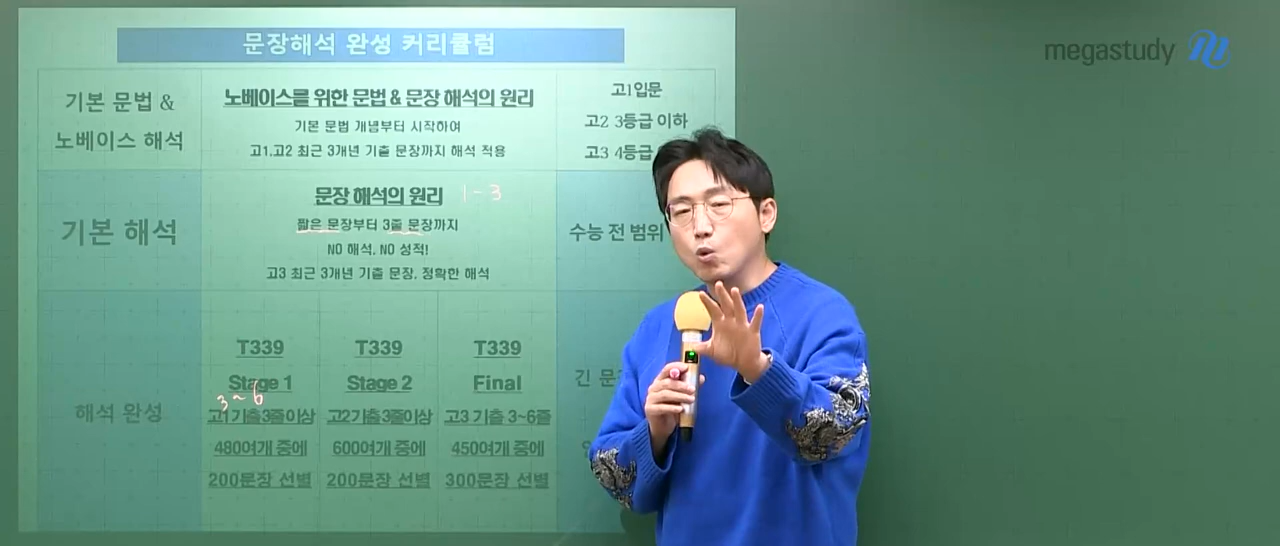 문장해석 완성 커리큘럼
megastudy
기본 문법 &
노베이스 해석
노베이스를 위한 문법 & 문장 해석의 원리
기본 문법 개념부터 시작하여
고1.고2 최근 3개년 기출 문장까지 해석 적용
고1입문
고2 3등급 이하
고3 4등급
기본 해석
문장 해석의 원리 1-3
짧은 문장부터 3줄 문장까지
NO 해석, NO 성적!
고3 최근 3개년 기출 문장, 정확한 해석
수능 전 범위
해석 완성
T339
Stage 1
3~6
고1기출3줄이상
480여개 중에
200문장 선별
T339
Stage 2
고2기출3줄이상
600여개 중에
200문장 선별
T339
Final
고3 기출 3~6줄
450여개 중에
300문장 선별
긴